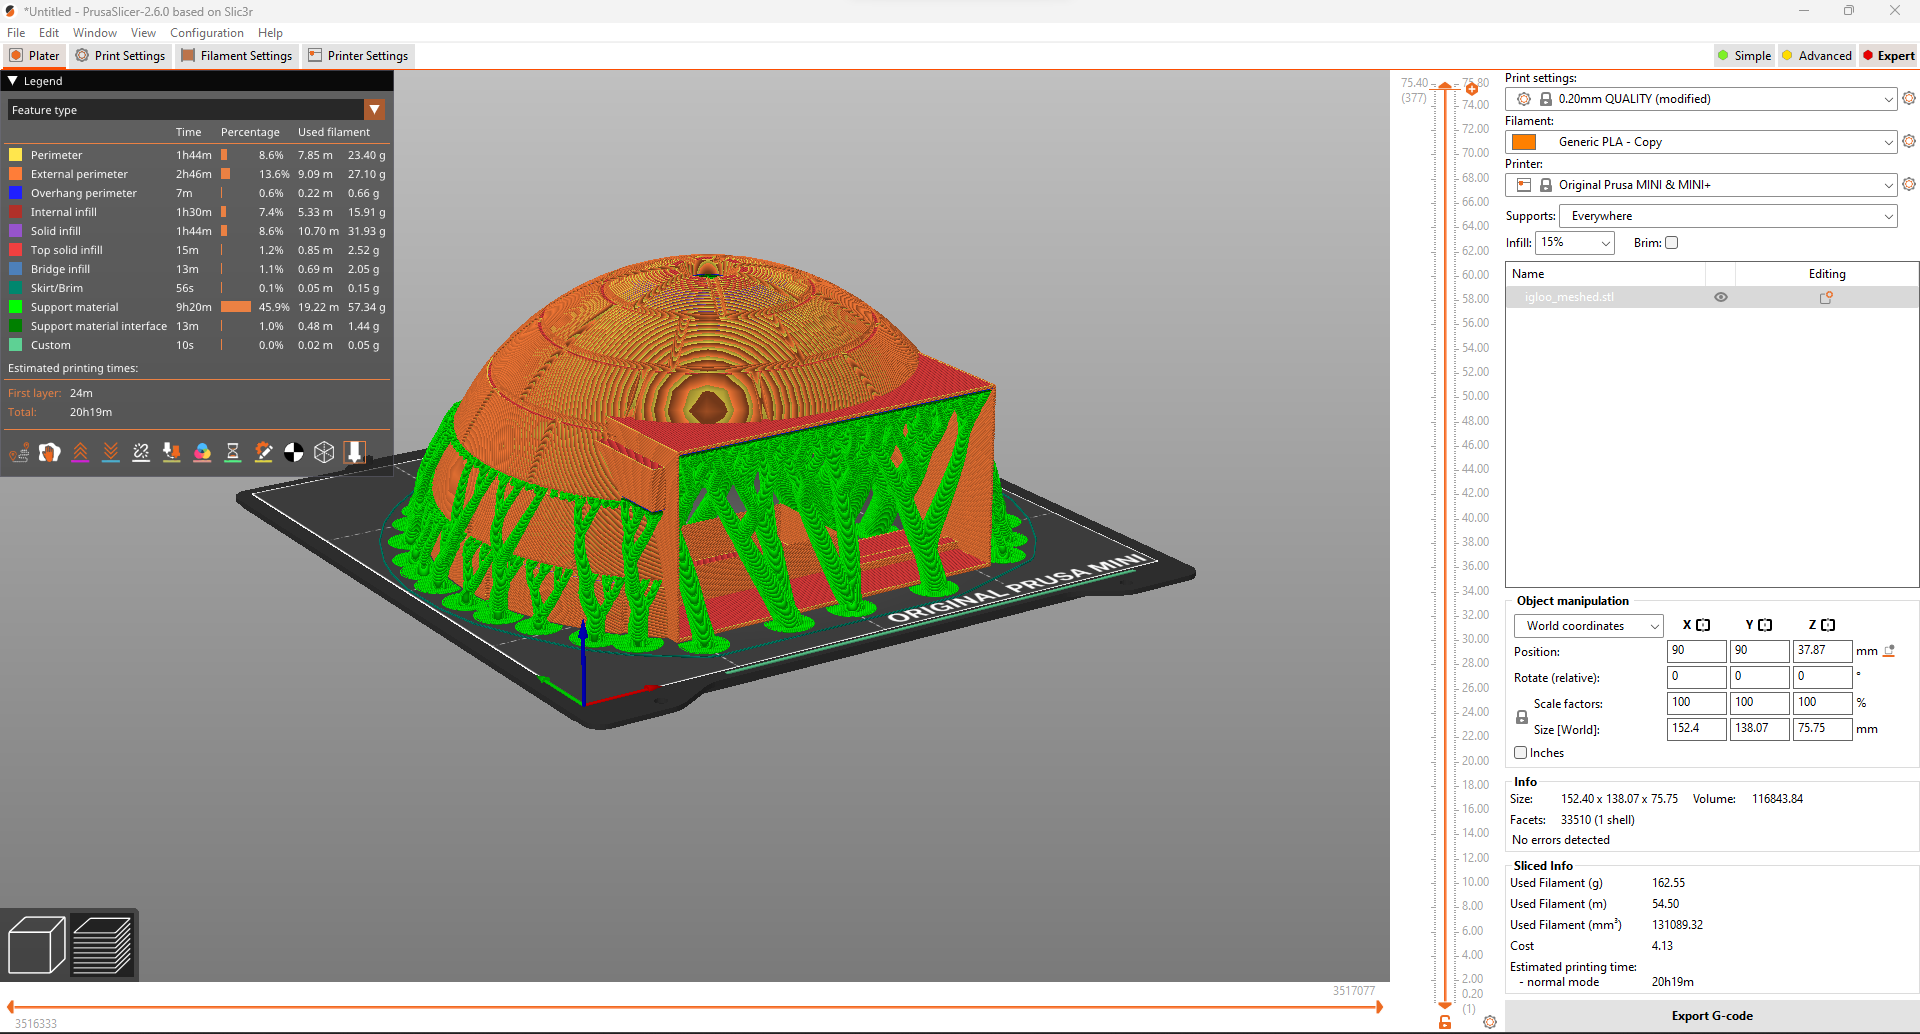 *Untitled - PrusaSlicer-2.6.0 based on Slic3r
File Edit Window View Configuration Help
Plater Print Settings Filament Settings Printer Settings Simple Advanced Expert
Legend
Feature type
Time Percentage Used filament
Perimeter 1h44m 8.6% 7.85 m 23.40 g
External perimeter 2h46m 13.6% 9.09 m 27.10 g
Overhang perimeter 7m 0.6% 0.22 m 0.66 g
Internal infill 1h30m 7.4% 5.33 m 15.91 g
Solid infill 1h44m 8.6% 10.70 m 31.93 g
Top solid infill 15m 1.2% 0.85 m 2.52 g
Bridge infill 13m 1.1% 0.69 m 2.05 g
Skirt/Brim 56s 0.1% 0.05 m 0.15 g
Support material 9h20m 45.9% 19.22 m 57.34 g
Support material interface 13m 1.0% 0.48 m 1.44 g
Custom 10s 0.0% 0.02 m 0.05 g
Estimated printing times:
First layer: 24m
Total: 20h19m
ORIGINAL PRUSA MINI
3516333
3517077
75.40
(377)
75.80
74.00
72.00
70.00
68.00
66.00
64.00
62.00
60.00
58.00
56.00
54.00
52.00
50.00
48.00
46.00
44.00
42.00
40.00
38.00
36.00
34.00
32.00
30.00
28.00
26.00
24.00
22.00
20.00
18.00
16.00
14.00
12.00
10.00
8.00
6.00
4.00
2.00
0.20
(1)
Print settings:
0.20mm QUALITY (modified)
Filament:
Generic PLA - Copy
Printer:
Original Prusa MINI & MINI+
Supports: Everywhere
Infill: 15% Brim:
Name Editing
igloo_meshed.stl
Object manipulation
World coordinates X Y Z
Position: 90 90 37.87 mm
Rotate (relative): 0 0 0 °
Scale factors: 100 100 100 %
Size [World]: 152.4 138.07 75.75 mm
Inches
Info
Size: 152.40 x 138.07 x 75.75 Volume: 116843.84
Facets: 33510 (1 shell)
No errors detected
Sliced Info
Used Filament (g) 162.55
Used Filament (m) 54.50
Used Filament (mm³) 131089.32
Cost 4.13
Estimated printing time:
- normal mode 20h19m
Export G-code